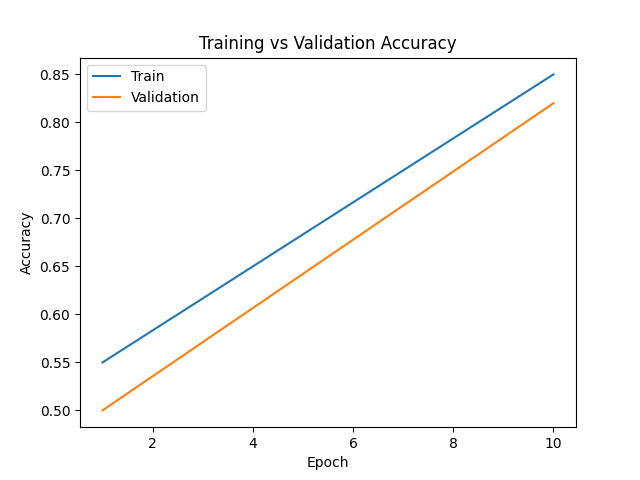 Training vs Validation Accuracy
Train
Validation
0.85
0.80
0.75
0.70
0.65
0.60
0.55
0.50
Accuracy
2 4 6 8 10
Epoch